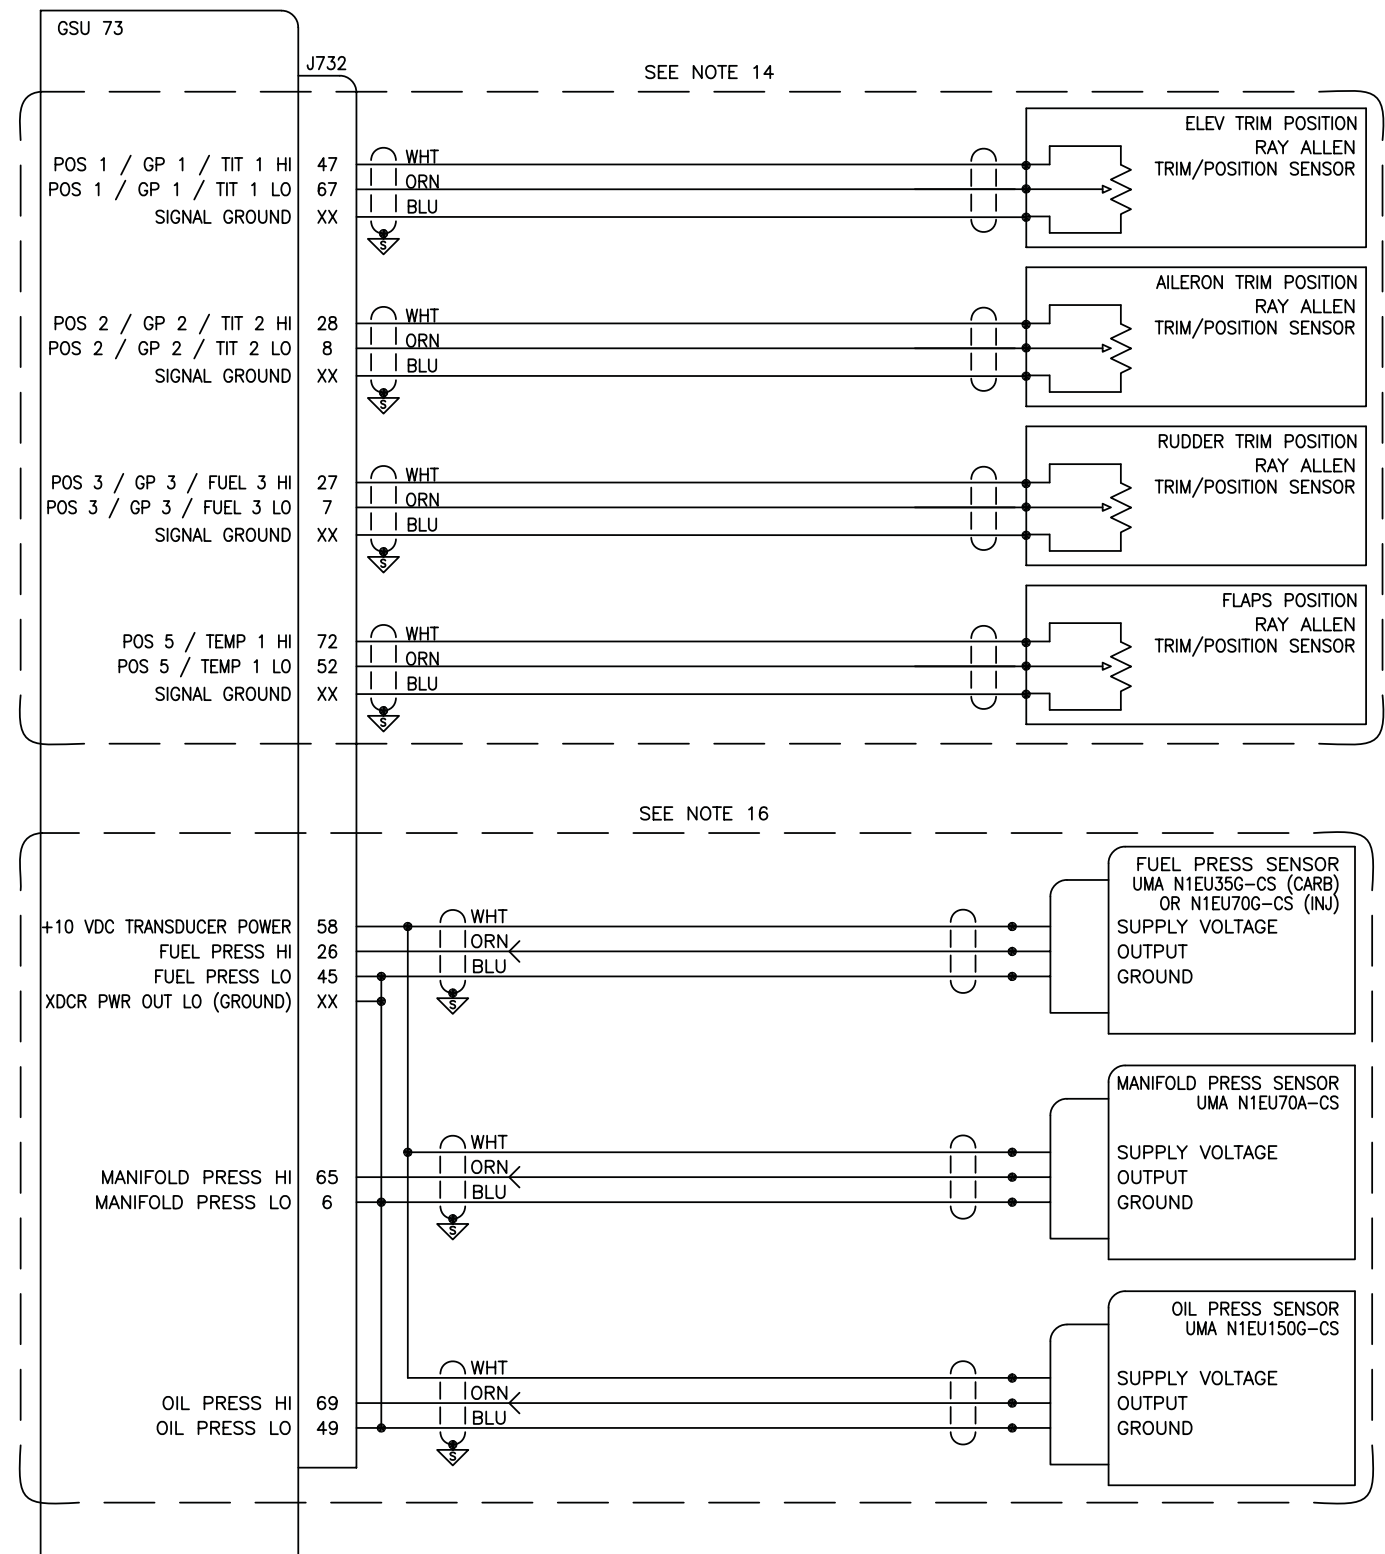 GSU 73
J732
SEE NOTE 14
ELEV TRIM POSITION
RAY ALLEN
TRIM/POSITION SENSOR
POS 1 / GP 1 / TIT 1 HI 47 WHT
POS 1 / GP 1 / TIT 1 LO 67 ORN
SIGNAL GROUND XX BLU
S
AILERON TRIM POSITION
RAY ALLEN
TRIM/POSITION SENSOR
POS 2 / GP 2 / TIT 2 HI 28 WHT
POS 2 / GP 2 / TIT 2 LO 8 ORN
SIGNAL GROUND XX BLU
S
RUDDER TRIM POSITION
RAY ALLEN
TRIM/POSITION SENSOR
POS 3 / GP 3 / FUEL 3 HI 27 WHT
POS 3 / GP 3 / FUEL 3 LO 7 ORN
SIGNAL GROUND XX BLU
S
FLAPS POSITION
RAY ALLEN
TRIM/POSITION SENSOR
POS 5 / TEMP 1 HI 72 WHT
POS 5 / TEMP 1 LO 52 ORN
SIGNAL GROUND XX BLU
S
SEE NOTE 16
FUEL PRESS SENSOR
UMA N1EU35G-CS (CARB)
OR N1EU70G-CS (INJ)
+10 VDC TRANSDUCER POWER 58 WHT SUPPLY VOLTAGE
FUEL PRESS HI 26 ORN OUTPUT
FUEL PRESS LO 45 BLU GROUND
XDCR PWR OUT LO (GROUND) XX
S
MANIFOLD PRESS SENSOR
UMA N1EU70A-CS
WHT SUPPLY VOLTAGE
MANIFOLD PRESS HI 65 ORN OUTPUT
MANIFOLD PRESS LO 6 BLU GROUND
S
OIL PRESS SENSOR
UMA N1EU150G-CS
WHT SUPPLY VOLTAGE
OIL PRESS HI 69 ORN OUTPUT
OIL PRESS LO 49 BLU GROUND
S